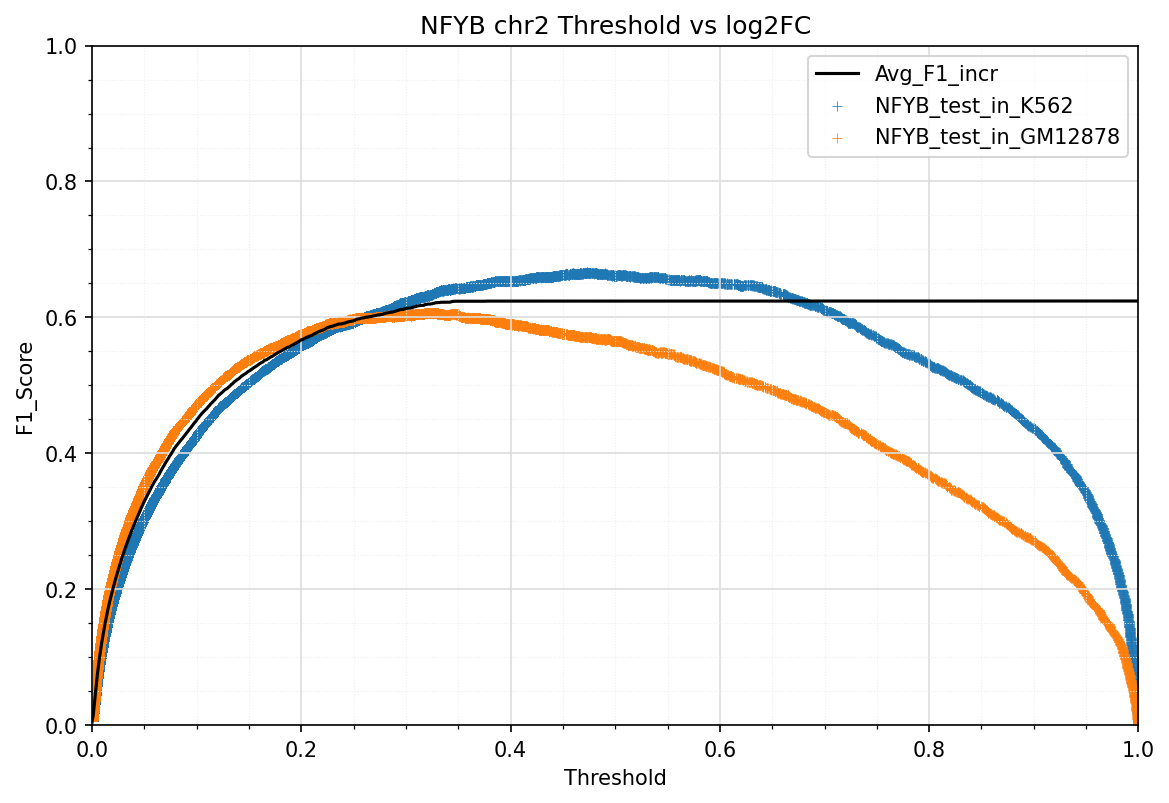 NFYB chr2 Threshold vs log2FC
Avg_F1_incr
NFYB_test_in_K562
NFYB_test_in_GM12878
F1_Score
1.0
0.8
0.6
0.4
0.2
0.0
0.0 0.2 0.4 0.6 0.8 1.0
Threshold